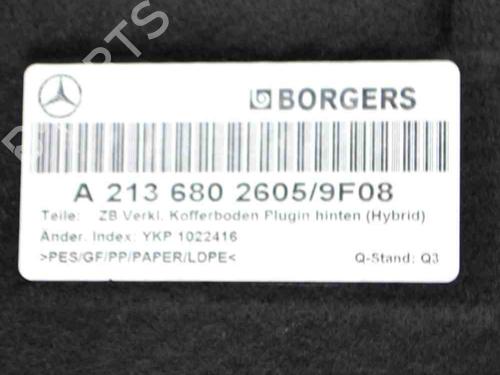 PARTS
BORGERS
A 213 680 2605/9F08
Teile: ZB Verkl. Kofferboden Plugin hinten (Hybrid)
Änder. Index: YKP 1022416
>PES/GF/PP/PAPER/LDPE< Q-Stand: Q3